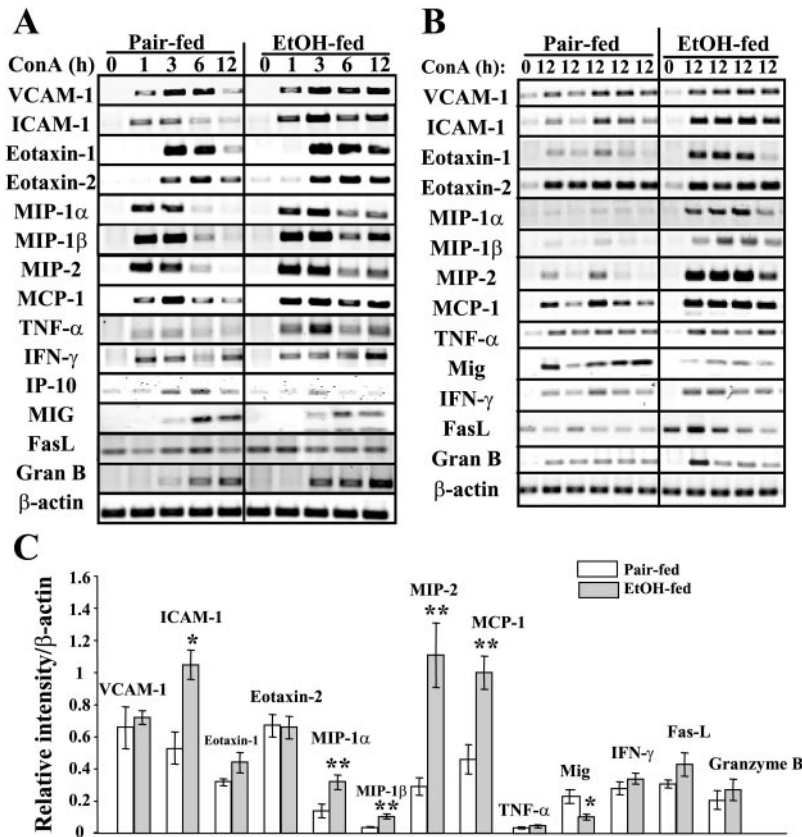 A
Pair-fed EtOH-fed
ConA (h) 0 1 3 6 12 0 1 3 6 12
VCAM-1
ICAM-1
Eotaxin-1
Eotaxin-2
MIP-1α
MIP-1β
MIP-2
MCP-1
TNF-α
IFN-γ
IP-10
MIG
FasL
Gran B
β-actin
B
Pair-fed EtOH-fed
ConA (h): 0 12 12 12 12 12 0 12 12 12 12
VCAM-1
ICAM-1
Eotaxin-1
Eotaxin-2
MIP-1α
MIP-1β
MIP-2
MCP-1
TNF-α
Mig
IFN-γ
FasL
Gran B
β-actin
C
Relative intensity/β-actin
1.6
1.4
1.2
1
0.8
0.6
0.4
0.2
0
Pair-fed
EtOH-fed
VCAM-1
ICAM-1
*
Eotaxin-1
Eotaxin-2
MIP-1α
**
MIP-1β
**
MIP-2
**
MCP-1
**
TNF-α
Mig
*
IFN-γ
Fas-L
Granzyme B